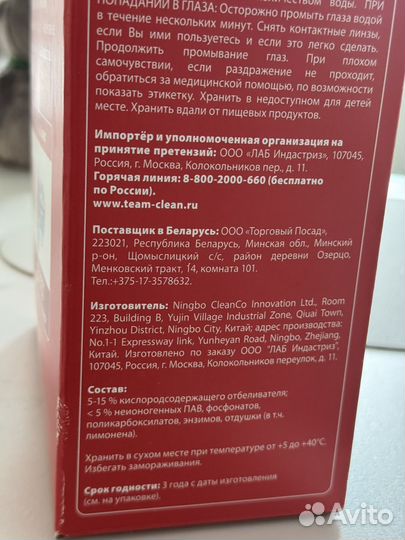 количеством воды. ПРИ
ПОПАДАНИИ В ГЛАЗА: Осторожно промыть глаза водой
в течение нескольких минут. Снять контактные линзы,
если Вы ими пользуетесь и если это легко сделать.
Продолжить промывание глаз. При плохом
самочувствии, если раздражение не проходит,
обратиться за медицинской помощью, по возможности
показать этикетку. Хранить в недоступном для детей
месте. Хранить вдали от пищевых продуктов.
Импортёр и уполномоченная организация на
принятие претензий: ООО «ЛАБ Индастриз», 107045,
Россия, г. Москва, Колокольников пер., д. 11.
Горячая линия: 8-800-2000-660 (бесплатно
по России).
www.team-clean.ru
Поставщик в Беларусь: ООО «Торговый Посад»,
223021, Республика Беларусь, Минская обл., Минский
р-он, Щомыслицкий с/с, район деревни Озерцо,
Менковский тракт, 14, комната 101.
Тел.:+375-17-3578632.
Изготовитель: Ningbo CleanCo Innovation Ltd., Room
223, Building B, Yujin Village Industrial Zone, Qiuai Town,
Yinzhou District, Ningbo City, Китай; адрес производства:
No.1-1 Expressway link, Yunheyan Road, Ningbo, Zhejiang,
Китай. Изготовлено по заказу ООО "ЛАБ Индастриз",
107045, Россия, г. Москва, Колокольников переулок, д. 11.
Состав:
5-15 % кислородсодержащего отбеливателя;
< 5 % неионогенных ПАВ, фосфонатов,
поликарбоксилатов, энзимов, отдушки (в т.ч.
лимонена).
Хранить в сухом месте при температуре от +5 до +40°С.
Избегать замораживания.
Срок годности: 3 года с даты изготовления
(см. на упаковке).
Avito